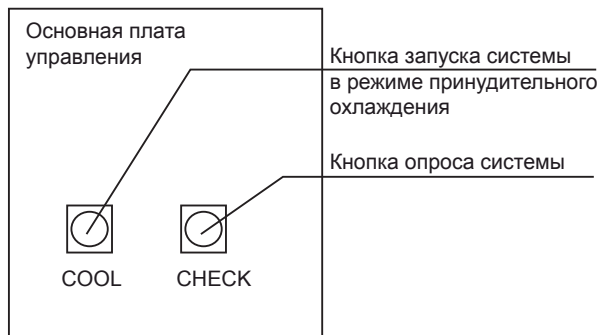 Основная плата
управления
Кнопка запуска системы
в режиме принудительного
охлаждения
Кнопка опроса системы
COOL
CHECK